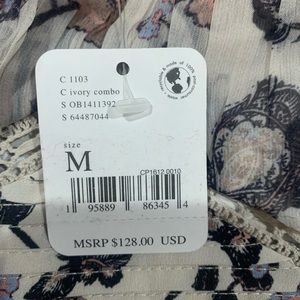 C 1103
C ivory combo
S OB1411392
S 64487044
size
M
CP1612 0010
1 95889 86345 4
MSRP $128.00 USD